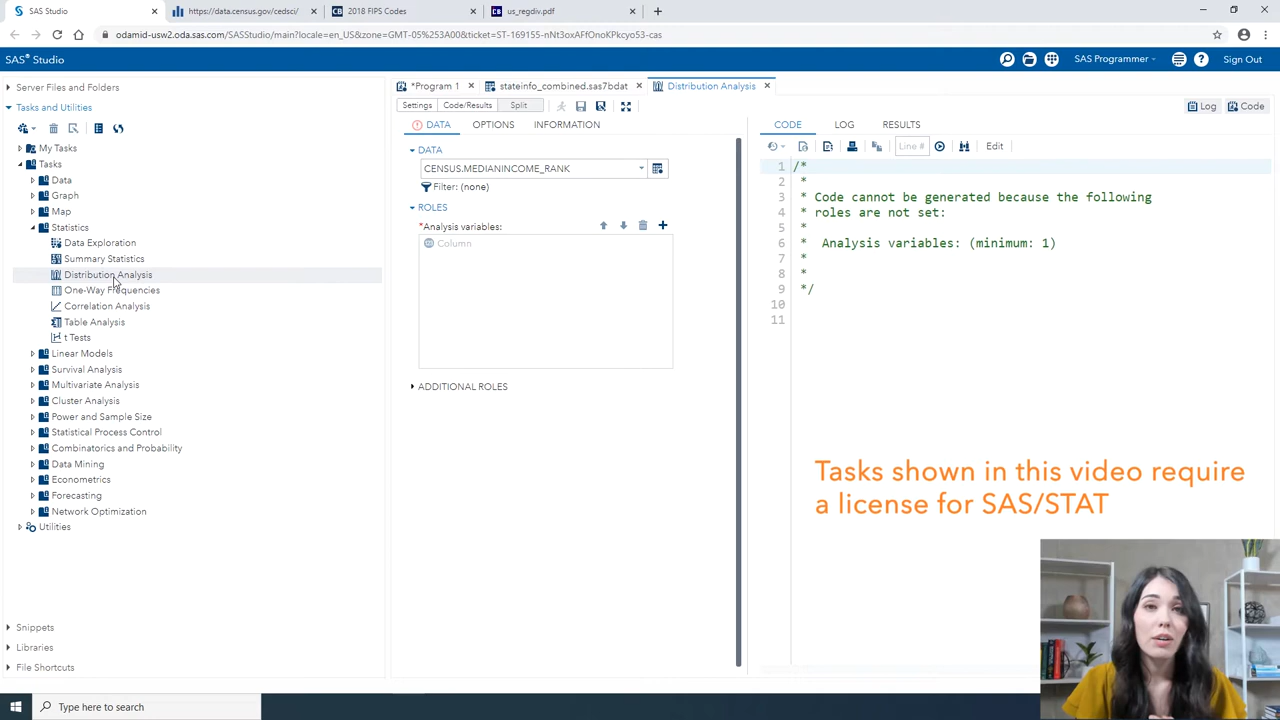 SAS Studio
https://data.census.gov/cedsci/
2018 FIPS Codes
us_regdiv.pdf
odamid-usw2.oda.sas.com/SASStudio/main?locale=en_US&zone=GMT-05%253A00&ticket=ST-169155-nNt3oxAFfOnoKPkcyo53-cas
SAS® Studio
SAS Programmer
Sign Out
Server Files and Folders
Tasks and Utilities
My Tasks
Tasks
Data
Graph
Map
Statistics
Data Exploration
Summary Statistics
Distribution Analysis
One-Way Frequencies
Correlation Analysis
Table Analysis
t Tests
Linear Models
Survival Analysis
Multivariate Analysis
Cluster Analysis
Power and Sample Size
Statistical Process Control
Combinatorics and Probability
Data Mining
Econometrics
Forecasting
Network Optimization
Utilities
Snippets
Libraries
File Shortcuts
*Program 1
stateinfo_combined.sas7bdat
Distribution Analysis
Settings
Code/Results
Split
Log
Code
DATA
OPTIONS
INFORMATION
DATA
CENSUS.MEDIANINCOME_RANK
Filter: (none)
ROLES
*Analysis variables:
Column
ADDITIONAL ROLES
CODE
LOG
RESULTS
Line #
Edit
1 /*
2 *
3 * Code cannot be generated because the following
4 * roles are not set:
5 *
6 * Analysis variables: (minimum: 1)
7 *
8 *
9 */
10
11
Tasks shown in this video require
a license for SAS/STAT
Type here to search